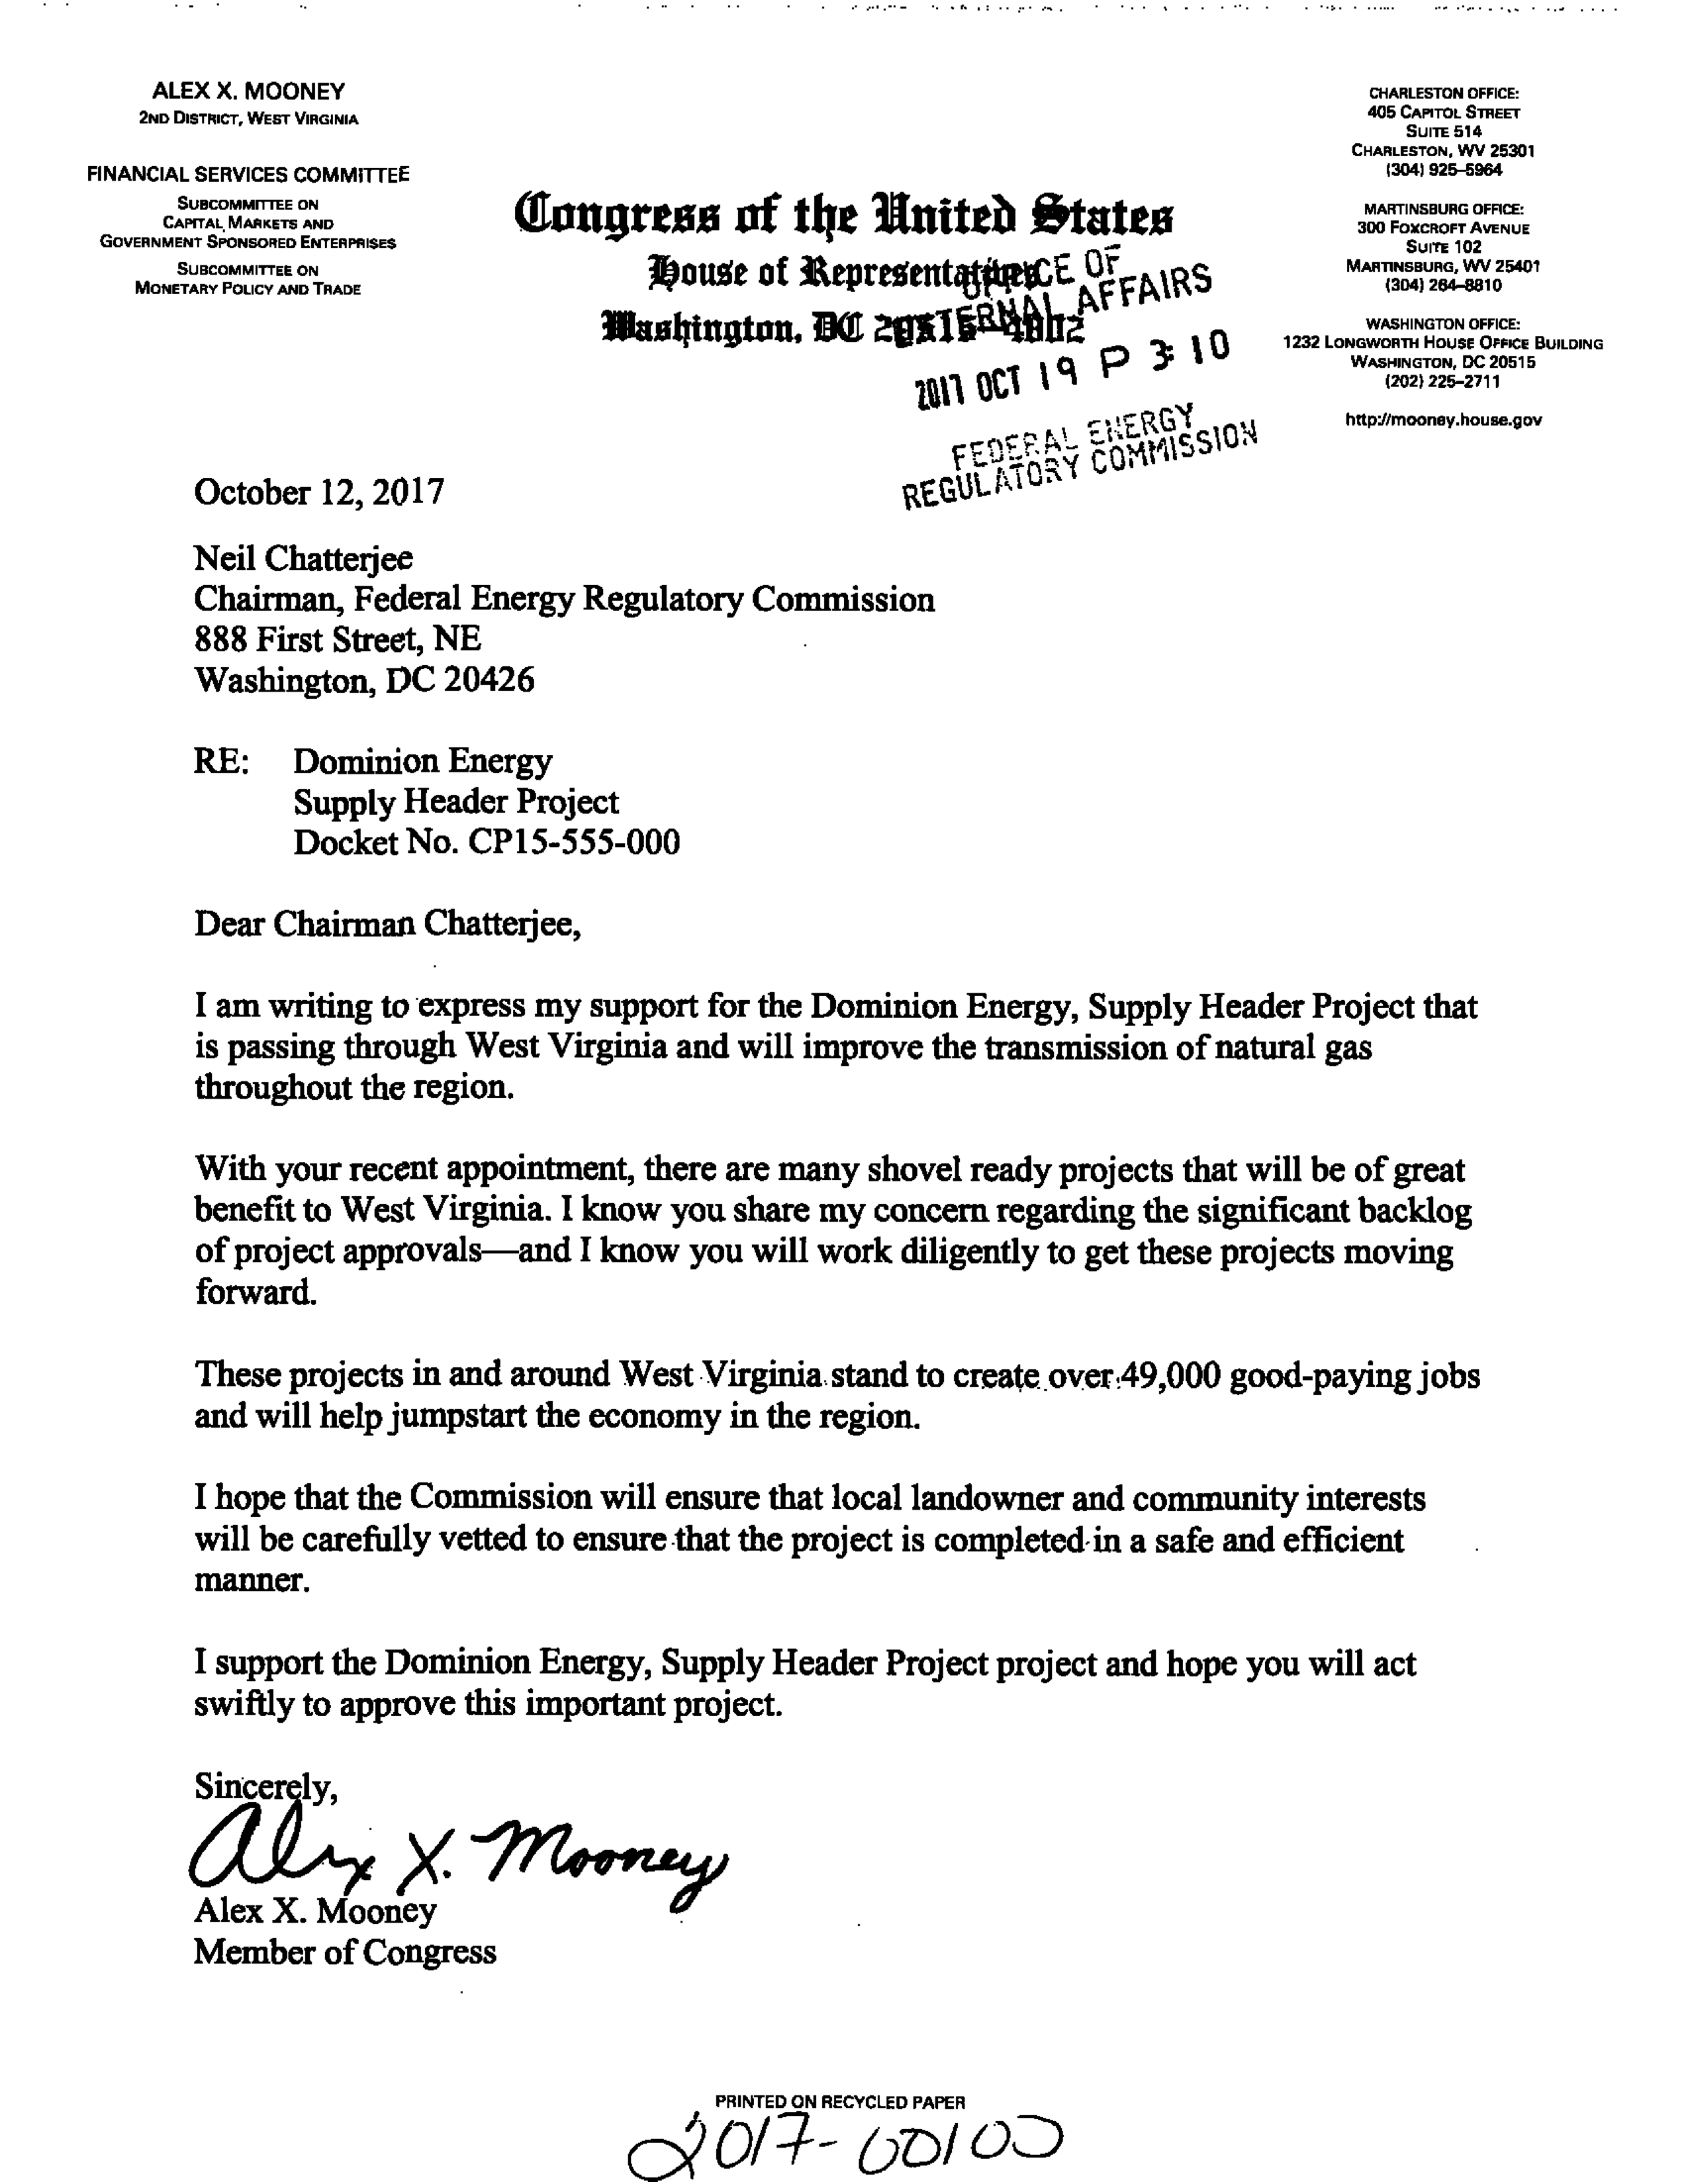 ALEX X. MOONEY
2ND DISTRICT, WEST VIRGINIA
FINANCIAL SERVICES COMMITTEE
SUBCOMMITTEE ON
CAPITAL MARKETS AND
GOVERNMENT SPONSORED ENTERPRISES
SUBCOMMITTEE ON
MONETARY POLICY AND TRADE
Congress of the United States
House of Representatives
Washington, DC 20515-4802
OFFICE OF
EXTERNAL AFFAIRS
2017 OCT 19 P 3:10
FEDERAL ENERGY
REGULATORY COMMISSION
CHARLESTON OFFICE:
405 CAPITOL STREET
SUITE 514
CHARLESTON, WV 25301
(304) 925-5964
MARTINSBURG OFFICE:
300 FOXCROFT AVENUE
SUITE 102
MARTINSBURG, WV 25401
(304) 264-8810
WASHINGTON OFFICE:
1232 LONGWORTH HOUSE OFFICE BUILDING
WASHINGTON, DC 20515
(202) 225-2711
http://mooney.house.gov
October 12, 2017
Neil Chatterjee
Chairman, Federal Energy Regulatory Commission
888 First Street, NE
Washington, DC 20426
RE: Dominion Energy
Supply Header Project
Docket No. CP15-555-000
Dear Chairman Chatterjee,
I am writing to express my support for the Dominion Energy, Supply Header Project that
is passing through West Virginia and will improve the transmission of natural gas
throughout the region.
With your recent appointment, there are many shovel ready projects that will be of great
benefit to West Virginia. I know you share my concern regarding the significant backlog
of project approvals—and I know you will work diligently to get these projects moving
forward.
These projects in and around West Virginia stand to create over 49,000 good-paying jobs
and will help jumpstart the economy in the region.
I hope that the Commission will ensure that local landowner and community interests
will be carefully vetted to ensure that the project is completed in a safe and efficient
manner.
I support the Dominion Energy, Supply Header Project project and hope you will act
swiftly to approve this important project.
Sincerely,
Alex X. Mooney
Alex X. Mooney
Member of Congress
PRINTED ON RECYCLED PAPER
2017-00100